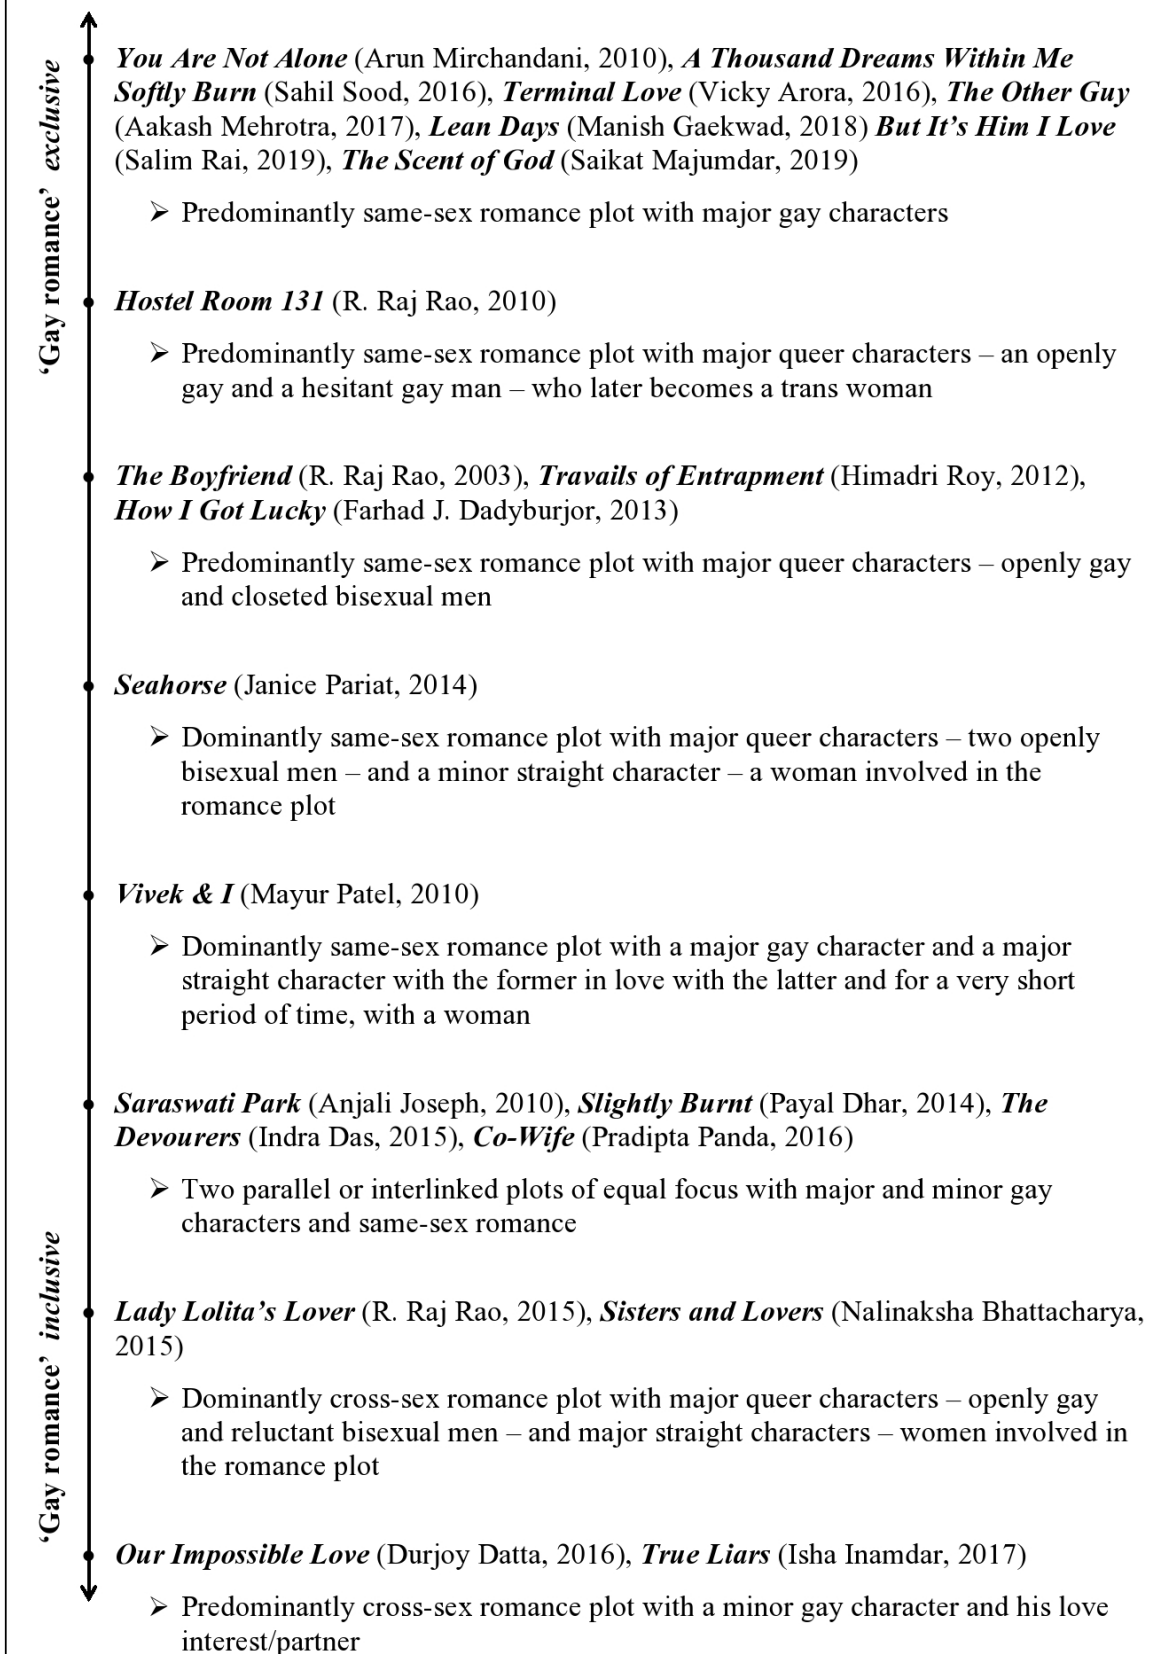 ‘Gay romance’ exclusive
You Are Not Alone (Arun Mirchandani, 2010), A Thousand Dreams Within Me
Softly Burn (Sahil Sood, 2016), Terminal Love (Vicky Arora, 2016), The Other Guy
(Aakash Mehrotra, 2017), Lean Days (Manish Gaekwad, 2018) But It’s Him I Love
(Salim Rai, 2019), The Scent of God (Saikat Majumdar, 2019)
➢ Predominantly same-sex romance plot with major gay characters
Hostel Room 131 (R. Raj Rao, 2010)
➢ Predominantly same-sex romance plot with major queer characters – an openly
gay and a hesitant gay man – who later becomes a trans woman
The Boyfriend (R. Raj Rao, 2003), Travails of Entrapment (Himadri Roy, 2012),
How I Got Lucky (Farhad J. Dadyburjor, 2013)
➢ Predominantly same-sex romance plot with major queer characters – openly gay
and closeted bisexual men
Seahorse (Janice Pariat, 2014)
➢ Dominantly same-sex romance plot with major queer characters – two openly
bisexual men – and a minor straight character – a woman involved in the
romance plot
Vivek & I (Mayur Patel, 2010)
➢ Dominantly same-sex romance plot with a major gay character and a major
straight character with the former in love with the latter and for a very short
period of time, with a woman
Saraswati Park (Anjali Joseph, 2010), Slightly Burnt (Payal Dhar, 2014), The
Devourers (Indra Das, 2015), Co-Wife (Pradipta Panda, 2016)
➢ Two parallel or interlinked plots of equal focus with major and minor gay
characters and same-sex romance
‘Gay romance’ inclusive
Lady Lolita’s Lover (R. Raj Rao, 2015), Sisters and Lovers (Nalinaksha Bhattacharya,
2015)
➢ Dominantly cross-sex romance plot with major queer characters – openly gay
and reluctant bisexual men – and major straight characters – women involved in
the romance plot
Our Impossible Love (Durjoy Datta, 2016), True Liars (Isha Inamdar, 2017)
➢ Predominantly cross-sex romance plot with a minor gay character and his love
interest/partner